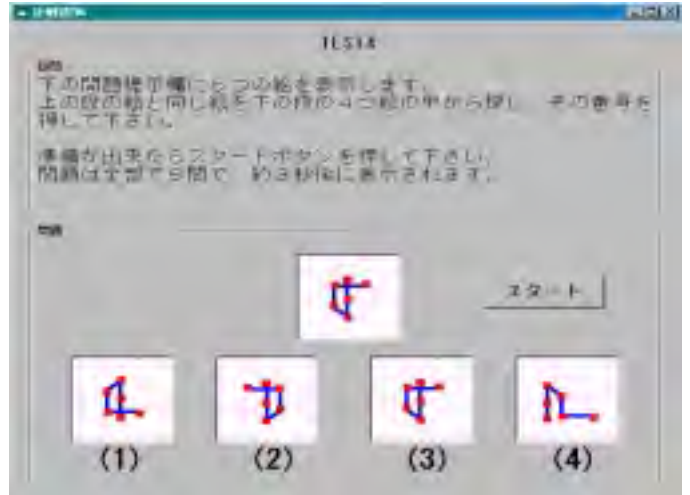 TEST4
説明
下の問題提示欄に5つの絵を表示します。
上の段の絵と同じ絵を下の段の4つ絵の中から探し、その番号を
押して下さい。
準備が出来たらスタートボタンを押して下さい。
問題は全部で5問で、約3秒後に表示されます。
問題
スタート
(1)
(2)
(3)
(4)